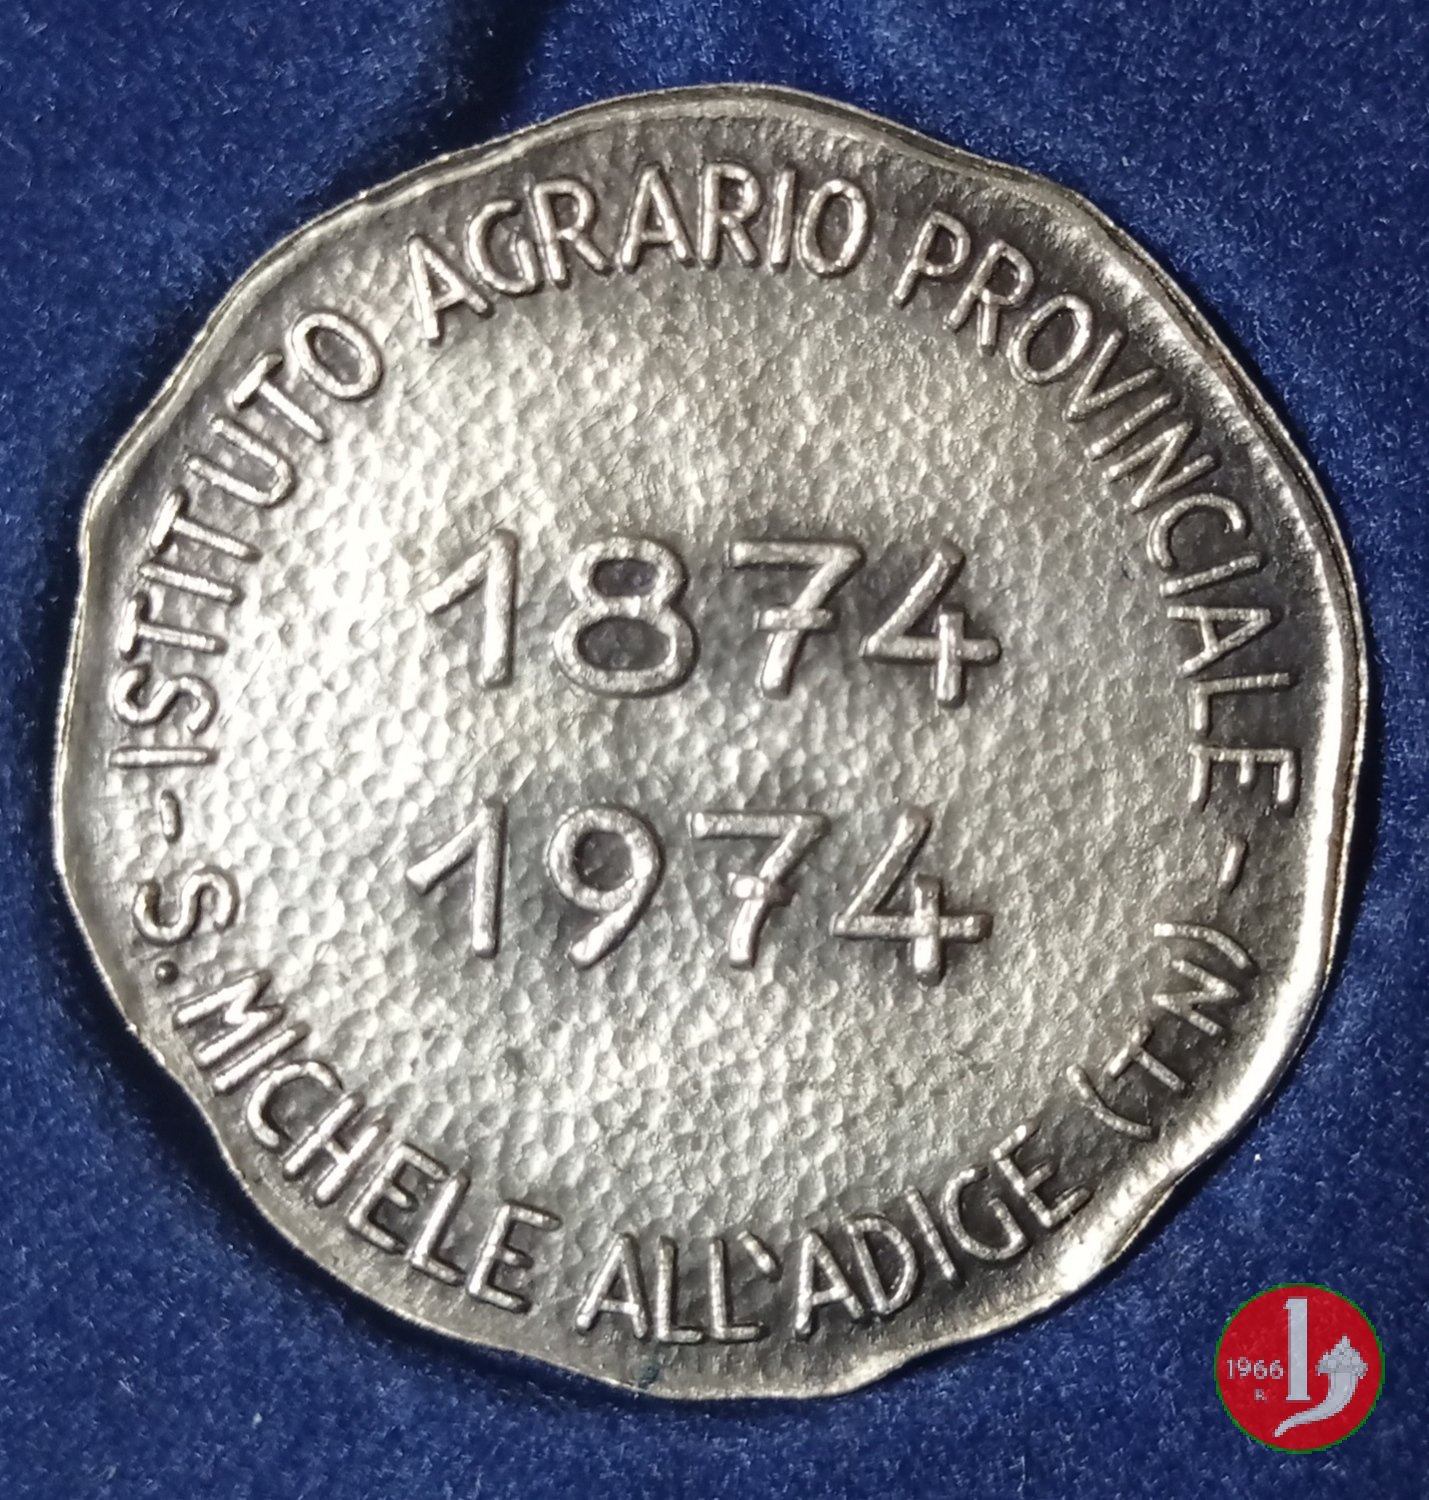 ISTITUTO AGRARIO PROVINCIALE - (TN)
1874
1974
- S. MICHELE ALL'ADIGE
1966
R